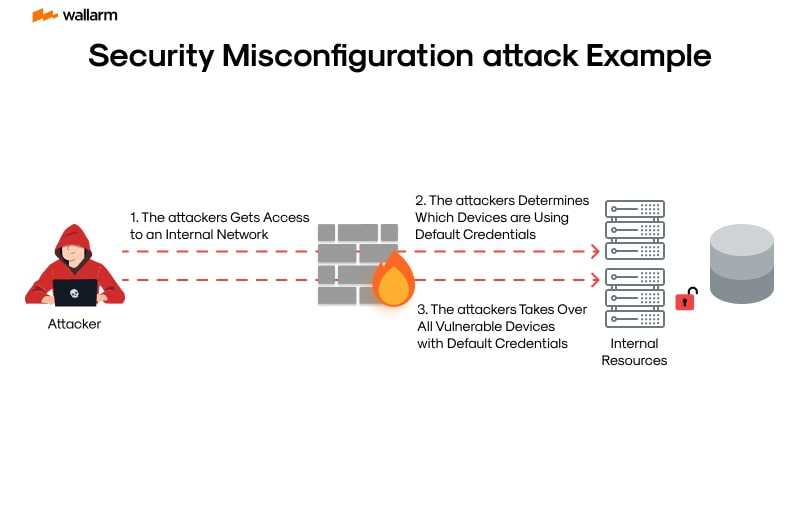 wallarm
Security Misconfiguration attack Example
1. The attackers Gets Access
to an Internal Network
2. The attackers Determines
Which Devices are Using
Default Credentials
3. The attackers Takes Over
All Vulnerable Devices
with Default Credentials
Attacker
Internal
Resources